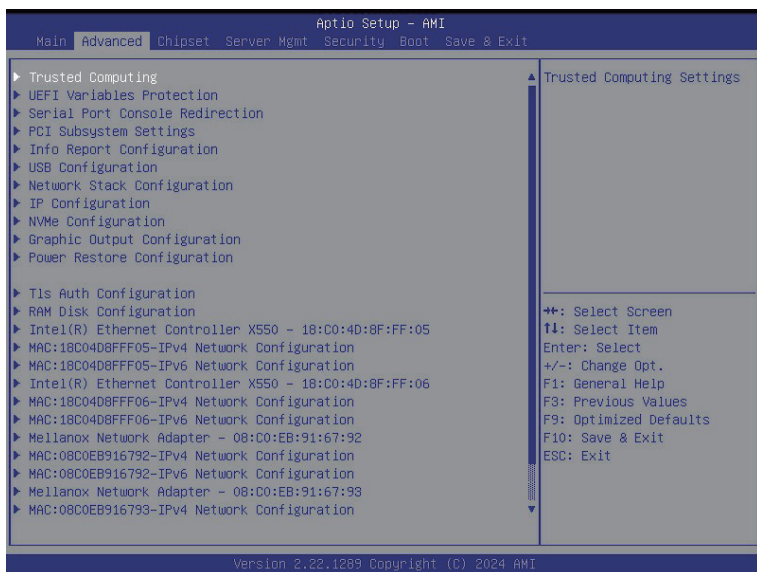 Aptio Setup - AMI
Main Advanced Chipset Server Mgmt Security Boot Save & Exit
Trusted Computing
UEFI Variables Protection
Serial Port Console Redirection
PCI Subsystem Settings
Info Report Configuration
USB Configuration
Network Stack Configuration
IP Configuration
NVMe Configuration
Graphic Output Configuration
Power Restore Configuration
Tls Auth Configuration
RAM Disk Configuration
Intel(R) Ethernet Controller X550 - 18:C0:4D:8F:FF:05
MAC:18C04D8FFF05-IPv4 Network Configuration
MAC:18C04D8FFF05-IPv6 Network Configuration
Intel(R) Ethernet Controller X550 - 18:C0:4D:8F:FF:06
MAC:18C04D8FFF06-IPv4 Network Configuration
MAC:18C04D8FFF06-IPv6 Network Configuration
Mellanox Network Adapter - 08:C0:EB:91:67:92
MAC:08C0EB916792-IPv4 Network Configuration
MAC:08C0EB916792-IPv6 Network Configuration
Mellanox Network Adapter - 08:C0:EB:91:67:93
MAC:08C0EB916793-IPv4 Network Configuration
Trusted Computing Settings
→←: Select Screen
↑↓: Select Item
Enter: Select
+/-: Change Opt.
F1: General Help
F3: Previous Values
F9: Optimized Defaults
F10: Save & Exit
ESC: Exit
Version 2.22.1289 Copyright (C) 2024 AMI